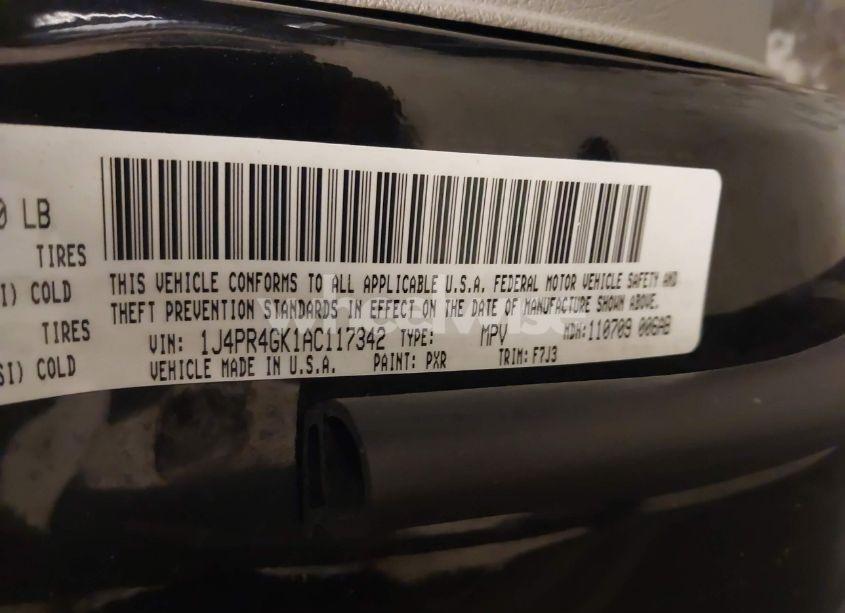 0 LB
TIRES
I) COLD
TIRES
SI) COLD
THIS VEHICLE CONFORMS TO ALL APPLICABLE U.S.A. FEDERAL MOTOR VEHICLE SAFETY AND
THEFT PREVENTION STANDARDS IN EFFECT ON THE DATE OF MANUFACTURE SHOWN ABOVE.
VIN: 1J4PR4GK1AC117342 TYPE: MPV MDH:110709 006AB
VEHICLE MADE IN U.S.A. PAINT: PXR TRIM: F7J3